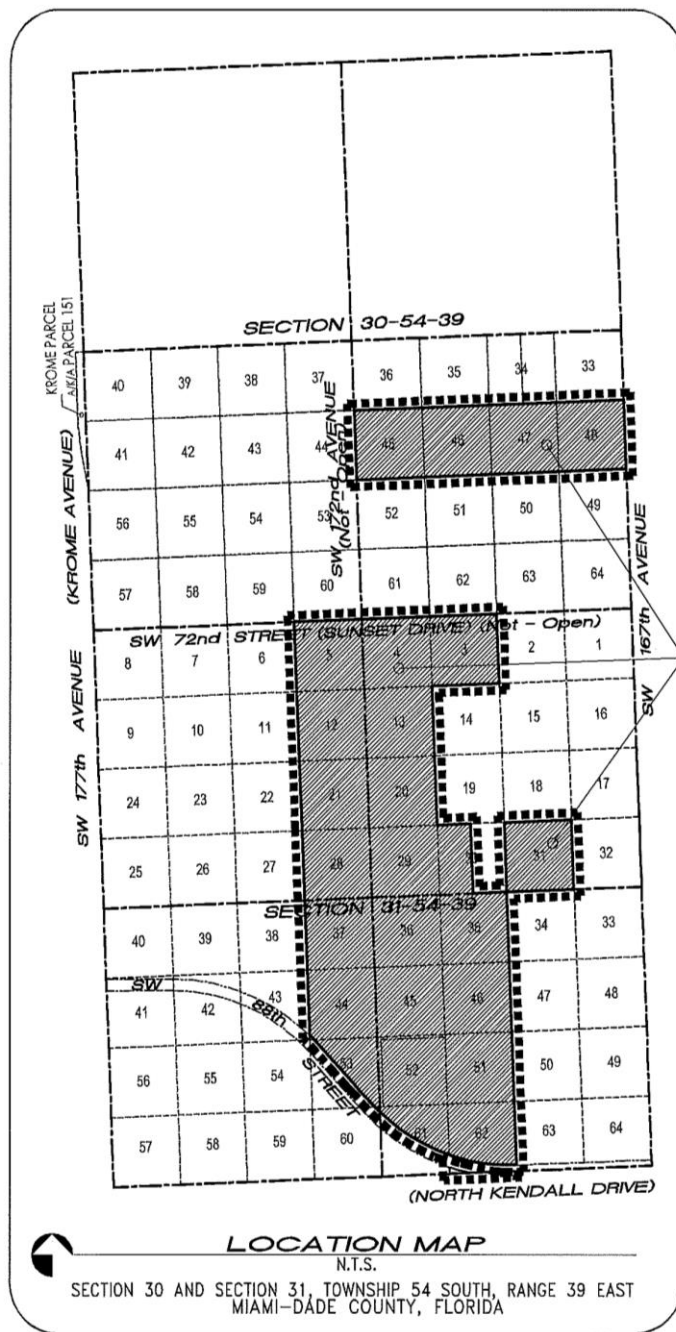 SECTION 30-54-39
KROME PARCEL
A/K/A PARCEL 151
40 39 38 37 36 35 34 33
41 42 43 44 45 46 47 48
56 55 54 53 52 51 50 49
57 58 59 60 61 62 63 64
(KROME AVENUE)
SW 172nd AVENUE
(Not - Open)
SW 167th AVENUE
SW 72nd STREET (SUNSET DRIVE) (Not - Open)
8 7 6 5 4 3 2 1
9 10 11 12 13 14 15 16
24 23 22 21 20 19 18 17
25 26 27 28 29 31 32
SW 177th AVENUE
SECTION 31-54-39
40 39 38 37 36 36 34 33
41 42 43 44 45 46 47 48
56 55 54 53 52 51 50 49
57 58 59 60 61 62 63 64
SW 88th STREET
(NORTH KENDALL DRIVE)
LOCATION MAP
N.T.S.
SECTION 30 AND SECTION 31, TOWNSHIP 54 SOUTH, RANGE 39 EAST
MIAMI-DADE COUNTY, FLORIDA